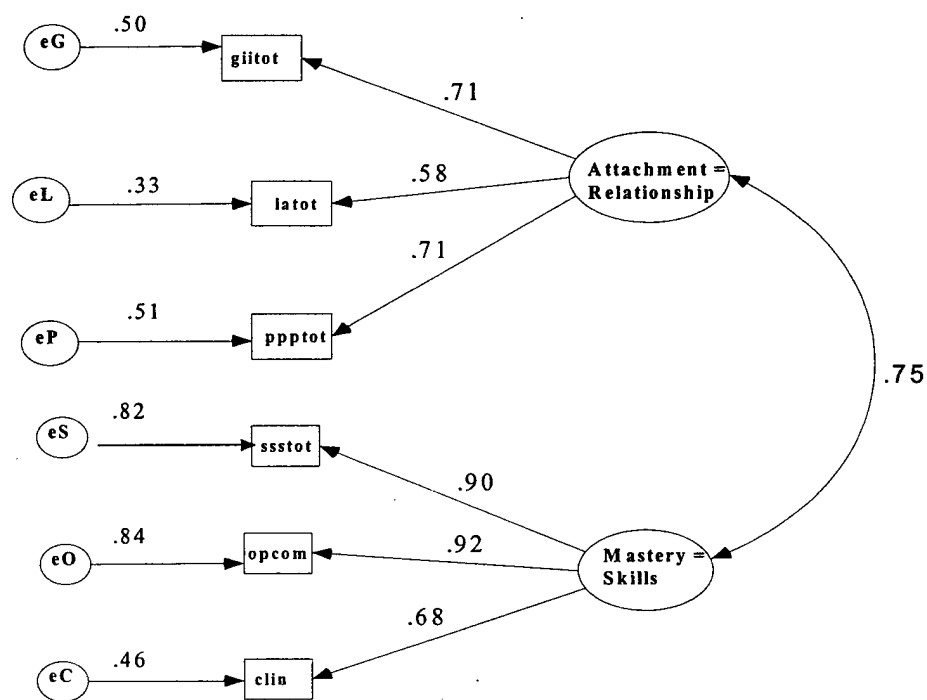 eG
.50
giitot
.71
Attachment =
Relationship
eL
.33
latot
.58
eP
.51
ppptot
.71
.75
eS
.82
ssstot
.90
eO
.84
opcom
.92
Mastery =
Skills
eC
.46
clin
.68